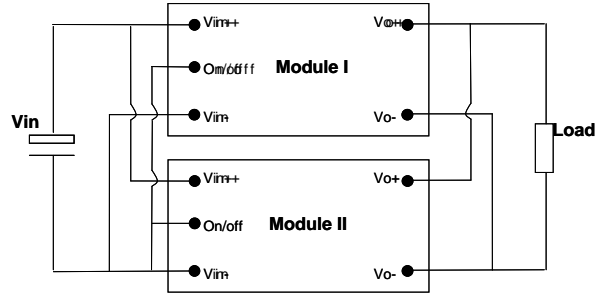 Vin+
Vo+
On/off
Module I
Vin-
Vo-
Vin
Load
Vin+
Vo+
On/off
Module II
Vin-
Vo-